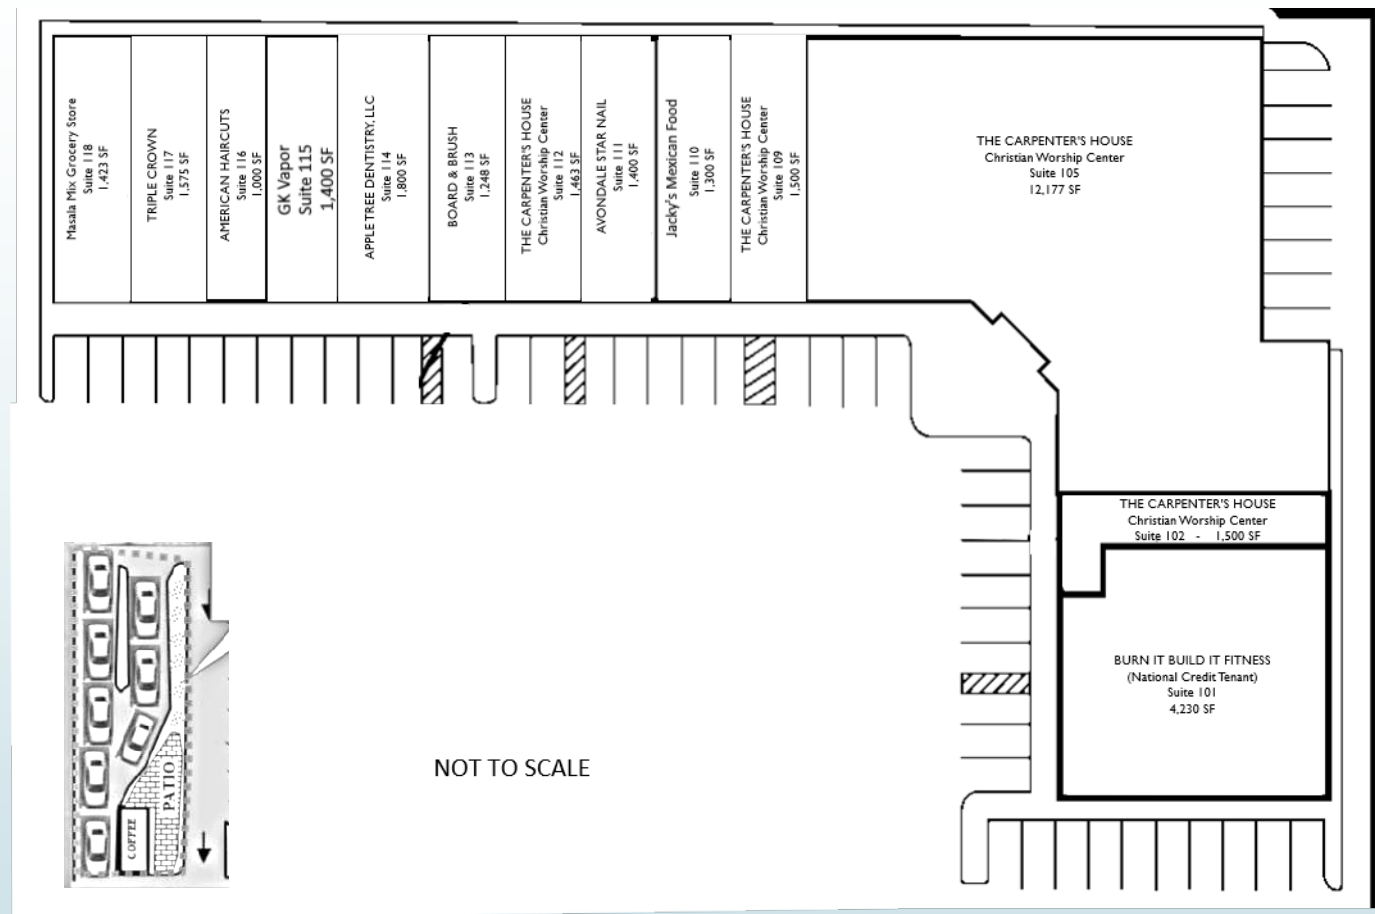 Masala Mix Grocery Store
Suite 118
1,423 SF
TRIPLE CROWN
Suite 117
1,575 SF
AMERICAN HAIRCUTS
Suite 116
1,000 SF
GK Vapor
Suite 115
1,400 SF
APPLE TREE DENTISTRY, LLC
Suite 114
1,800 SF
BOARD & BRUSH
Suite 113
1,248 SF
THE CARPENTER'S HOUSE
Christian Worship Center
Suite 112
1,463 SF
AVONDALE STAR NAIL
Suite 111
1,400 SF
Jacky's Mexican Food
Suite 110
1,300 SF
THE CARPENTER'S HOUSE
Christian Worship Center
Suite 109
1,500 SF
THE CARPENTER'S HOUSE
Christian Worship Center
Suite 105
12,177 SF
THE CARPENTER'S HOUSE
Christian Worship Center
Suite 102 - 1,500 SF
BURN IT BUILD IT FITNESS
(National Credit Tenant)
Suite 101
4,230 SF
NOT TO SCALE
PATIO
COFFEE